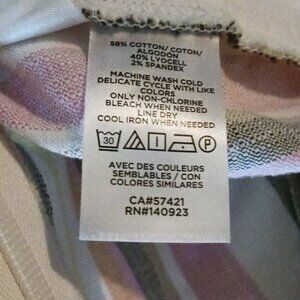 58% COTTON/ COTON/
ALGODON
40% LYOCELL
2% SPANDEX
MACHINE WASH COLD
DELICATE CYCLE WITH LIKE
COLORS
ONLY NON-CHLORINE
BLEACH WHEN NEEDED
LINE DRY
COOL IRON WHEN NEEDED
30 P
AVEC DES COULEURS
SEMBLABLES / CON
COLORES SIMILARES
CA#57421
RN#140923